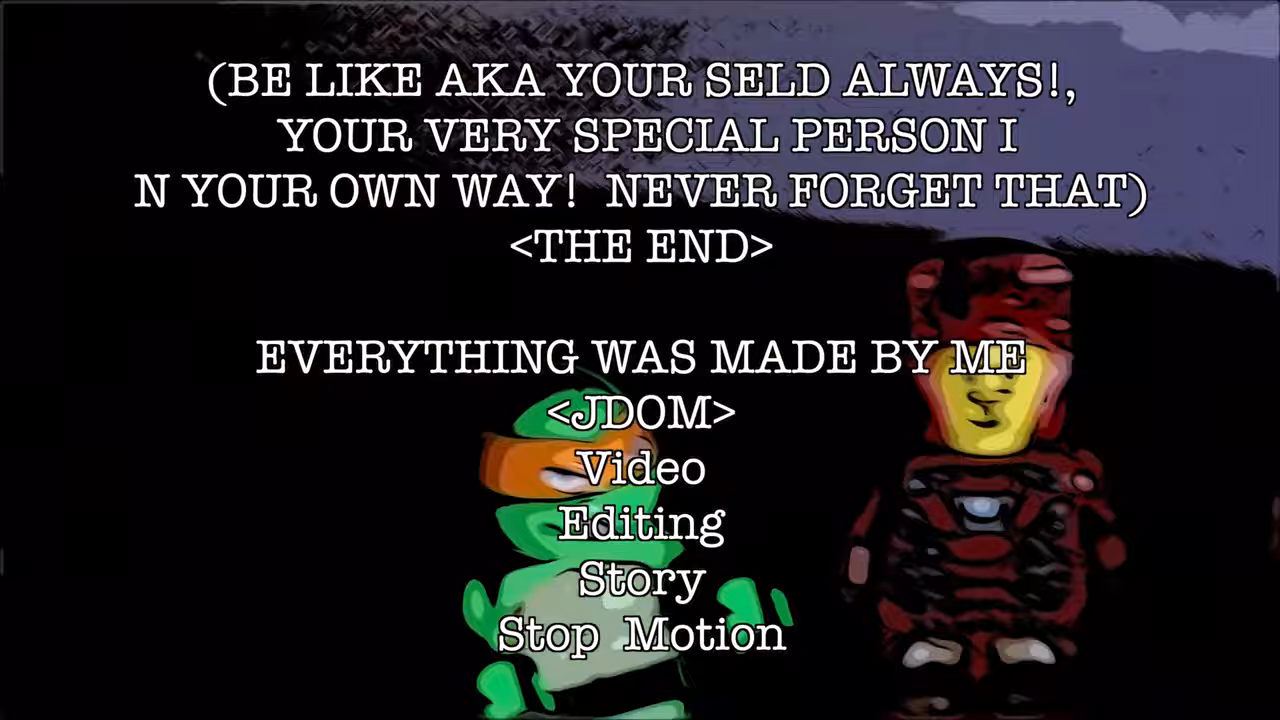 (BE LIKE AKA YOUR SELD ALWAYS!,
YOUR VERY SPECIAL PERSON I
N YOUR OWN WAY!  NEVER FORGET THAT)
<THE END>
EVERYTHING WAS MADE BY ME
<JDOM>
Video
Editing
Story
Stop  Motion